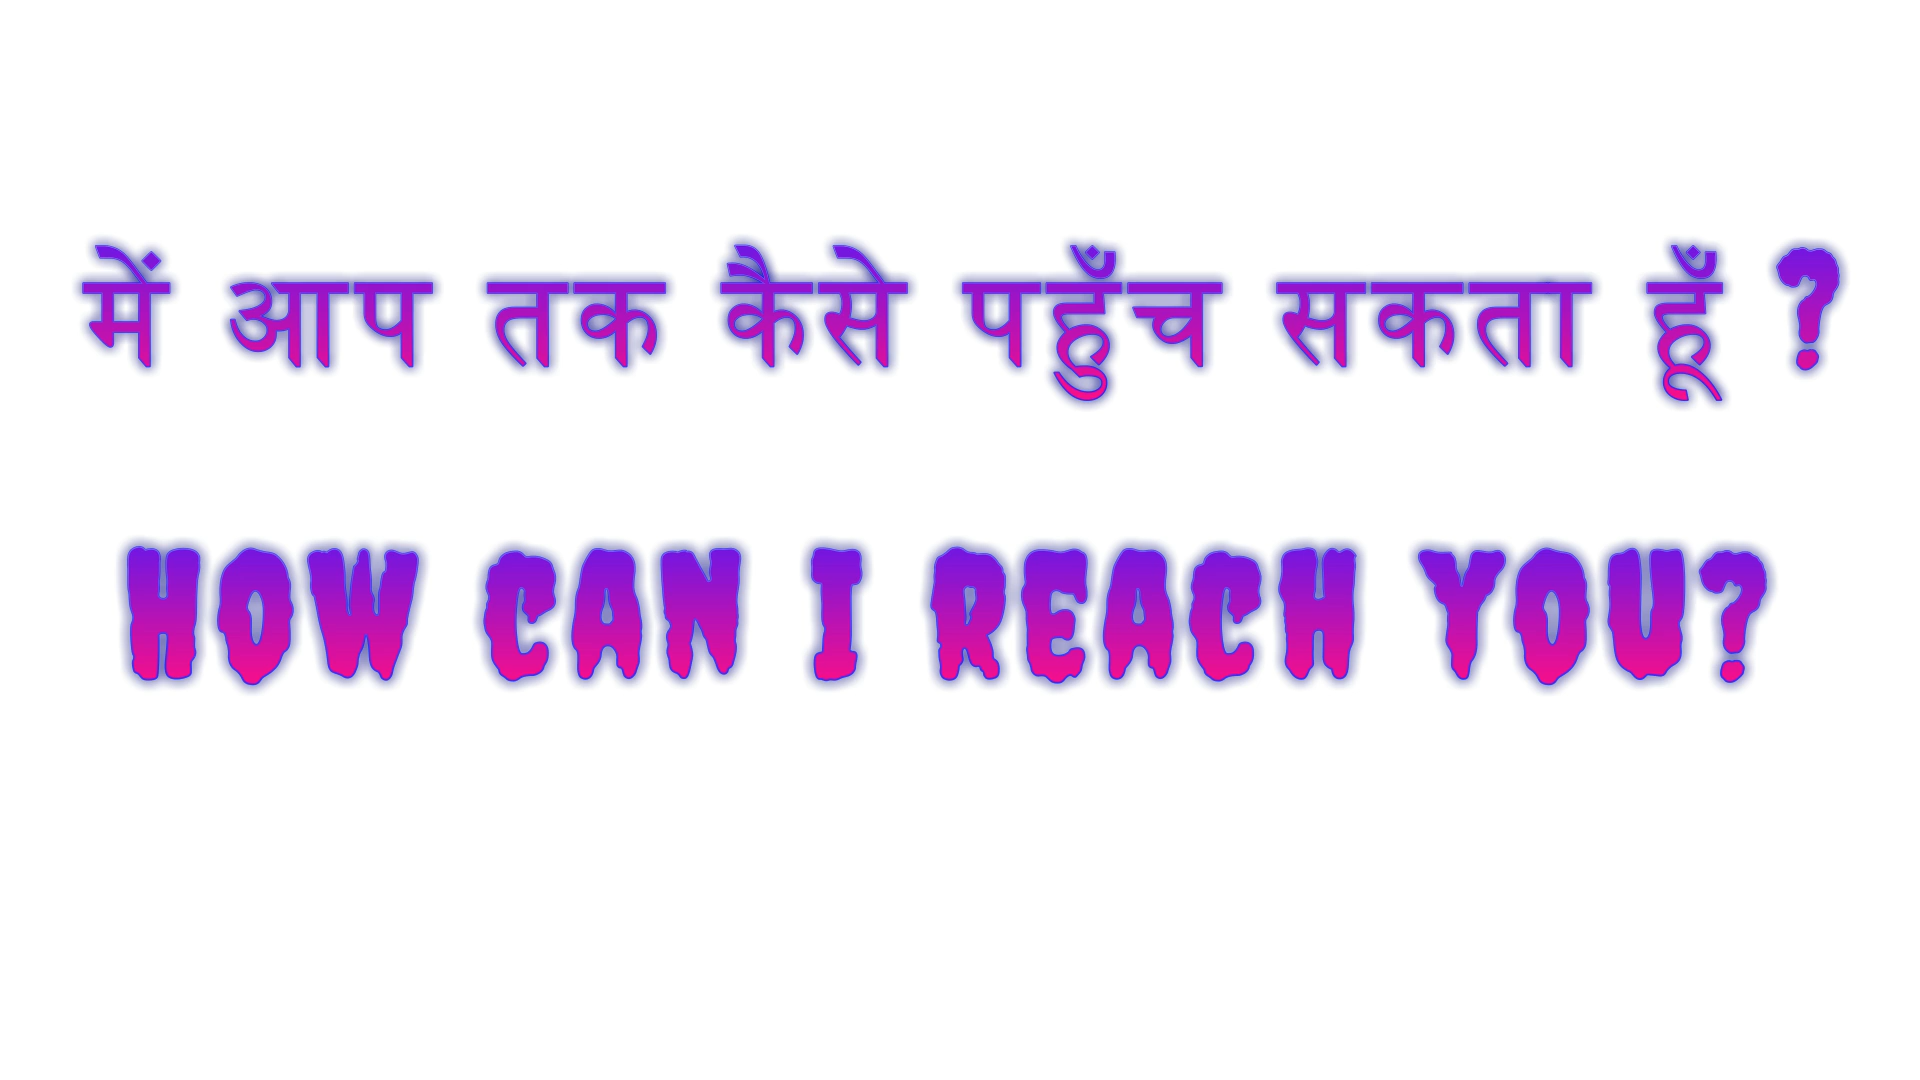 में आप तक कैसे पहुँच सकता हूँ ?
HOW CAN I REACH YOU?